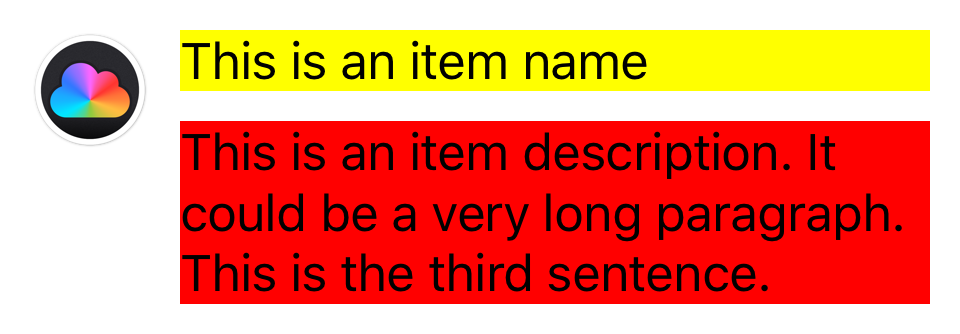 This is an item name
This is an item description. It
could be a very long paragraph.
This is the third sentence.